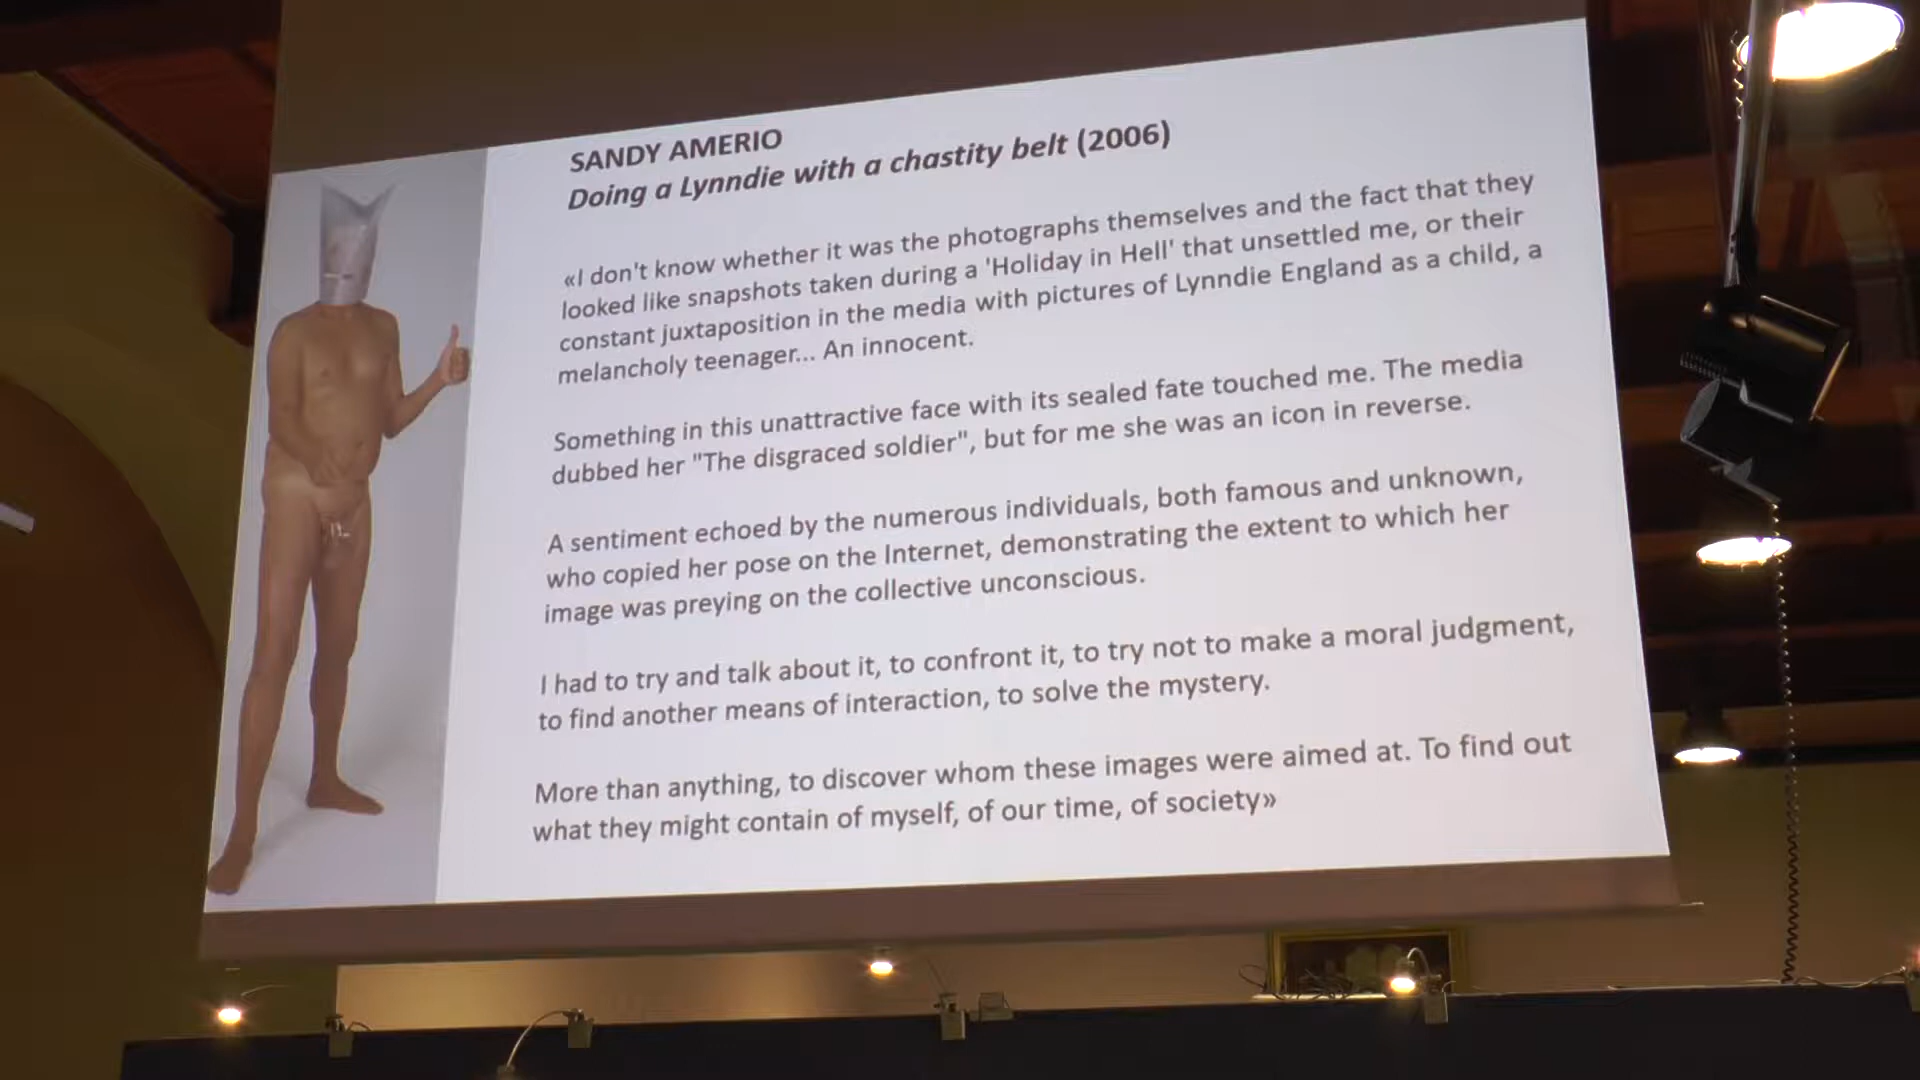 SANDY AMERIO
Doing a Lynndie with a chastity belt (2006)
«I don't know whether it was the photographs themselves and the fact that they
looked like snapshots taken during a 'Holiday in Hell' that unsettled me, or their
constant juxtaposition in the media with pictures of Lynndie England as a child, a
melancholy teenager... An innocent.
Something in this unattractive face with its sealed fate touched me. The media
dubbed her "The disgraced soldier", but for me she was an icon in reverse.
A sentiment echoed by the numerous individuals, both famous and unknown,
who copied her pose on the Internet, demonstrating the extent to which her
image was preying on the collective unconscious.
I had to try and talk about it, to confront it, to try not to make a moral judgment,
to find another means of interaction, to solve the mystery.
More than anything, to discover whom these images were aimed at. To find out
what they might contain of myself, of our time, of society»